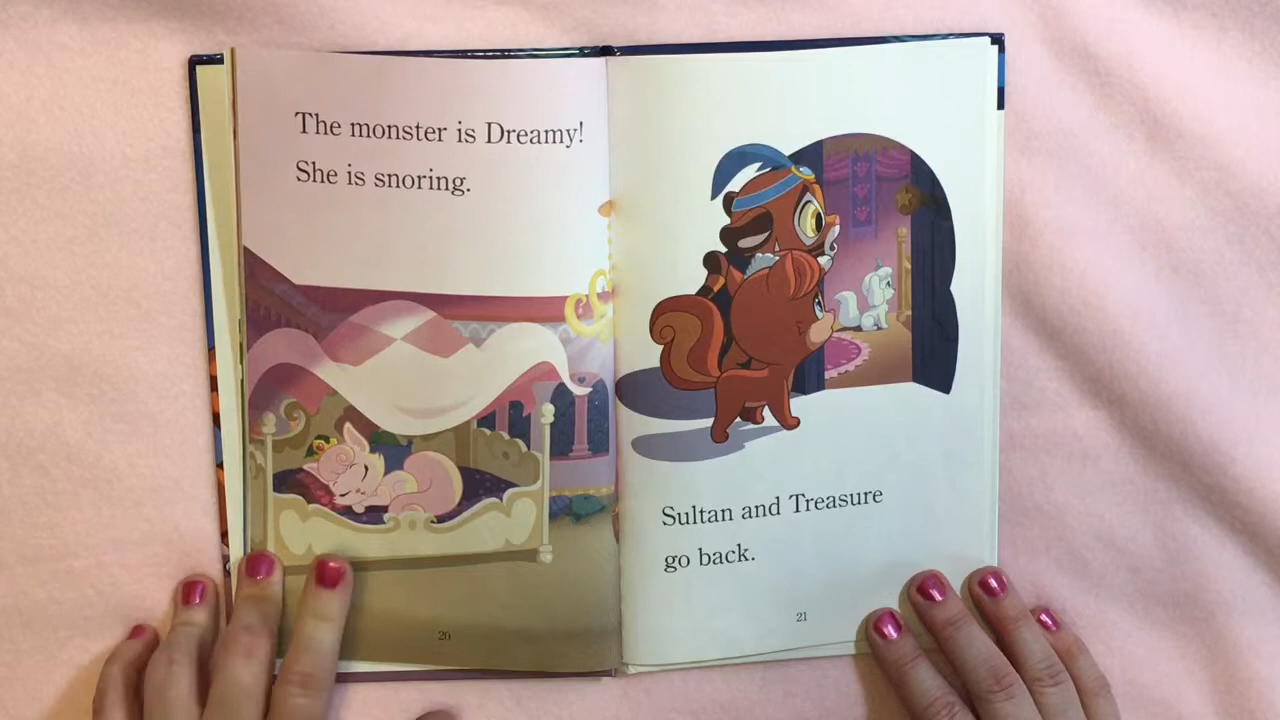 The monster is Dreamy!
She is snoring.
20
Sultan and Treasure
go back.
21